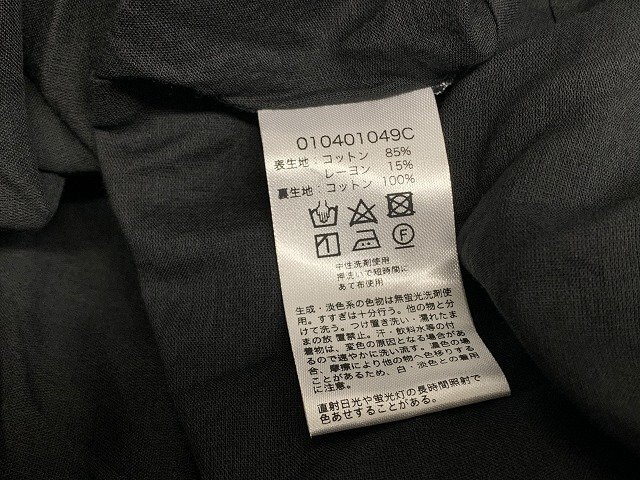 010401049C
表生地：コットン 85%
レーヨン 15%
裏生地：コットン 100%
F
中性洗剤使用
押洗いで短時間に
あて布使用
生成・淡色系の色物は無蛍光洗剤使
用。すすぎは十分行う。他の物と分
けて洗う。つけ置き洗い・濡れたま
まの放置禁止。汗・飲料水等の付
着物は、変色の原因となる場合があ
るので速やかに洗い流す。濃色の場
合、摩擦により他の物へ色移りする
ことがあるため、白・淡色との着用
に注意。
直射日光や蛍光灯の長時間照射で
色あせすることがあります。